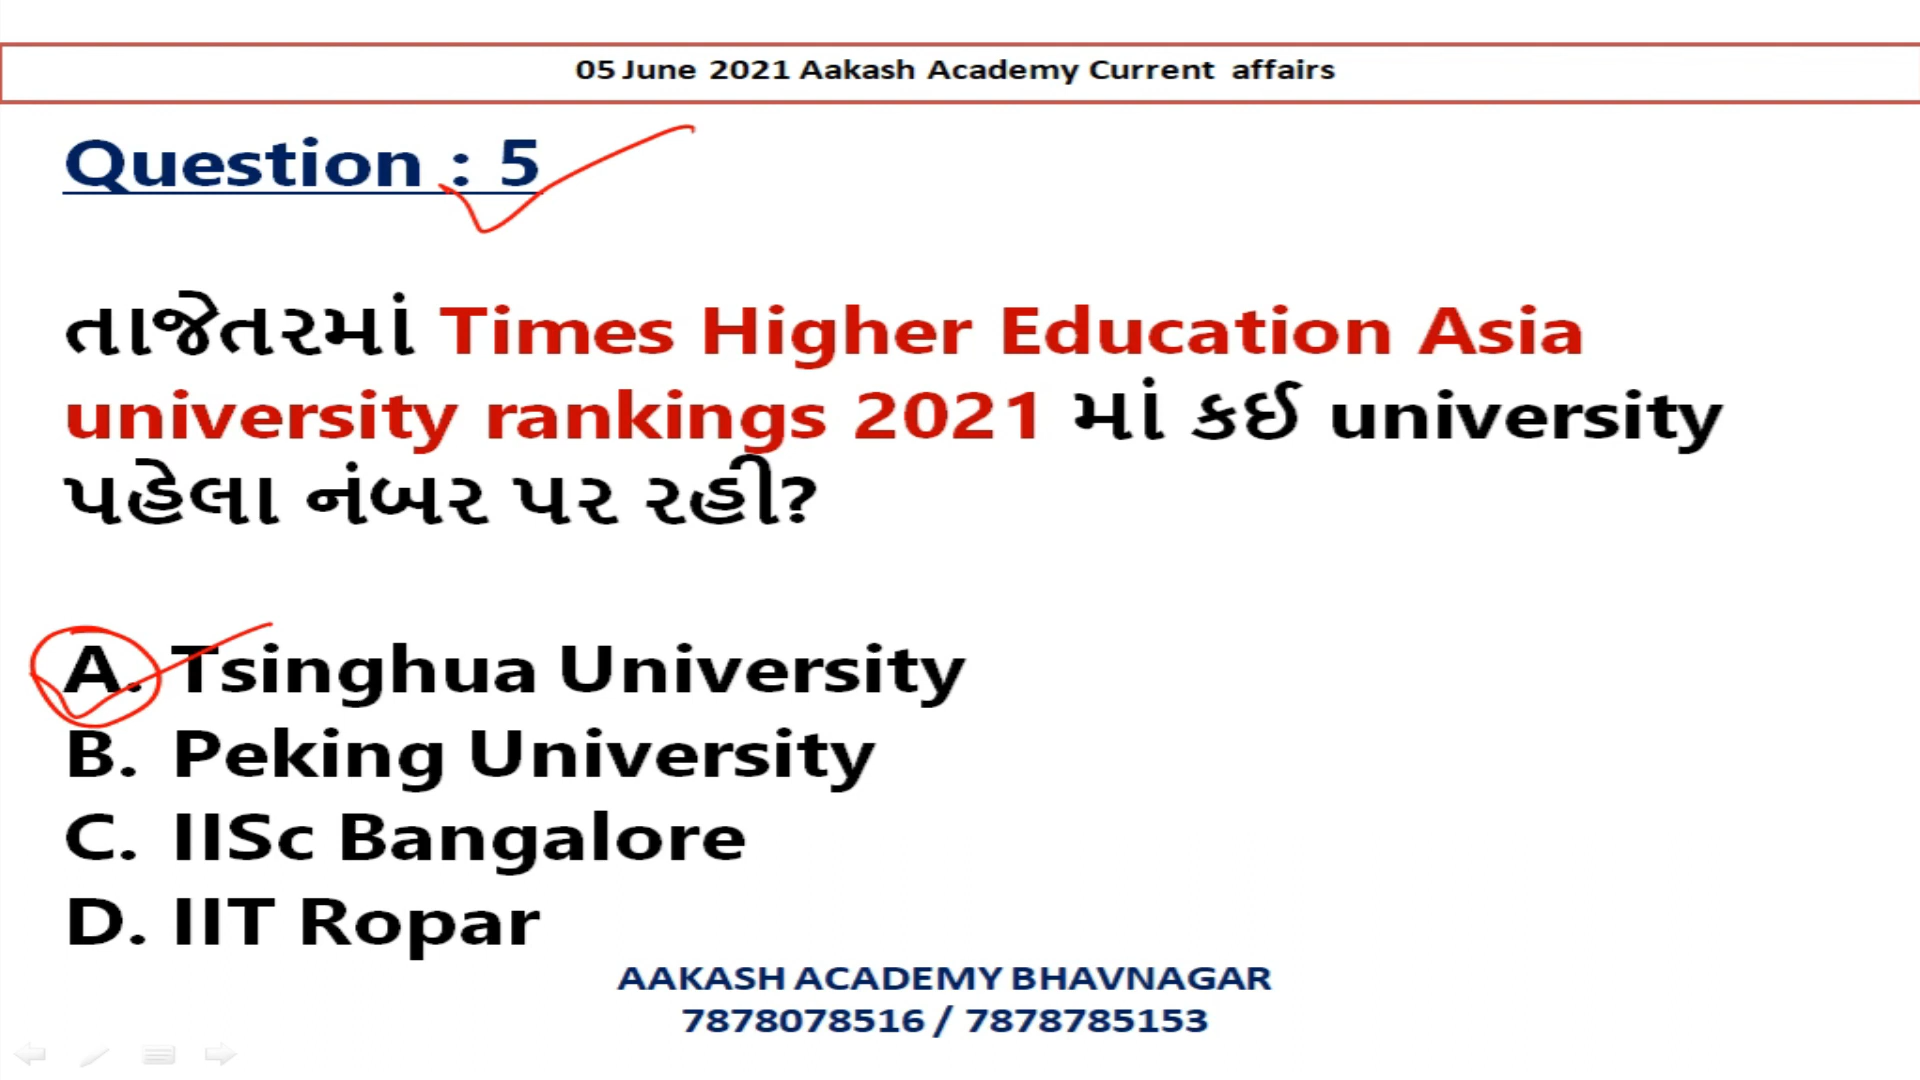 05 June 2021 Aakash Academy Current affairs
Question : 5
તાજેતરમાં Times Higher Education Asia
university rankings 2021 માં કઈ university
પહેલા નંબર પર રહી?
A. Tsinghua University
B. Peking University
C. IISc Bangalore
D. IIT Ropar
AAKASH ACADEMY BHAVNAGAR
7878078516 / 7878785153